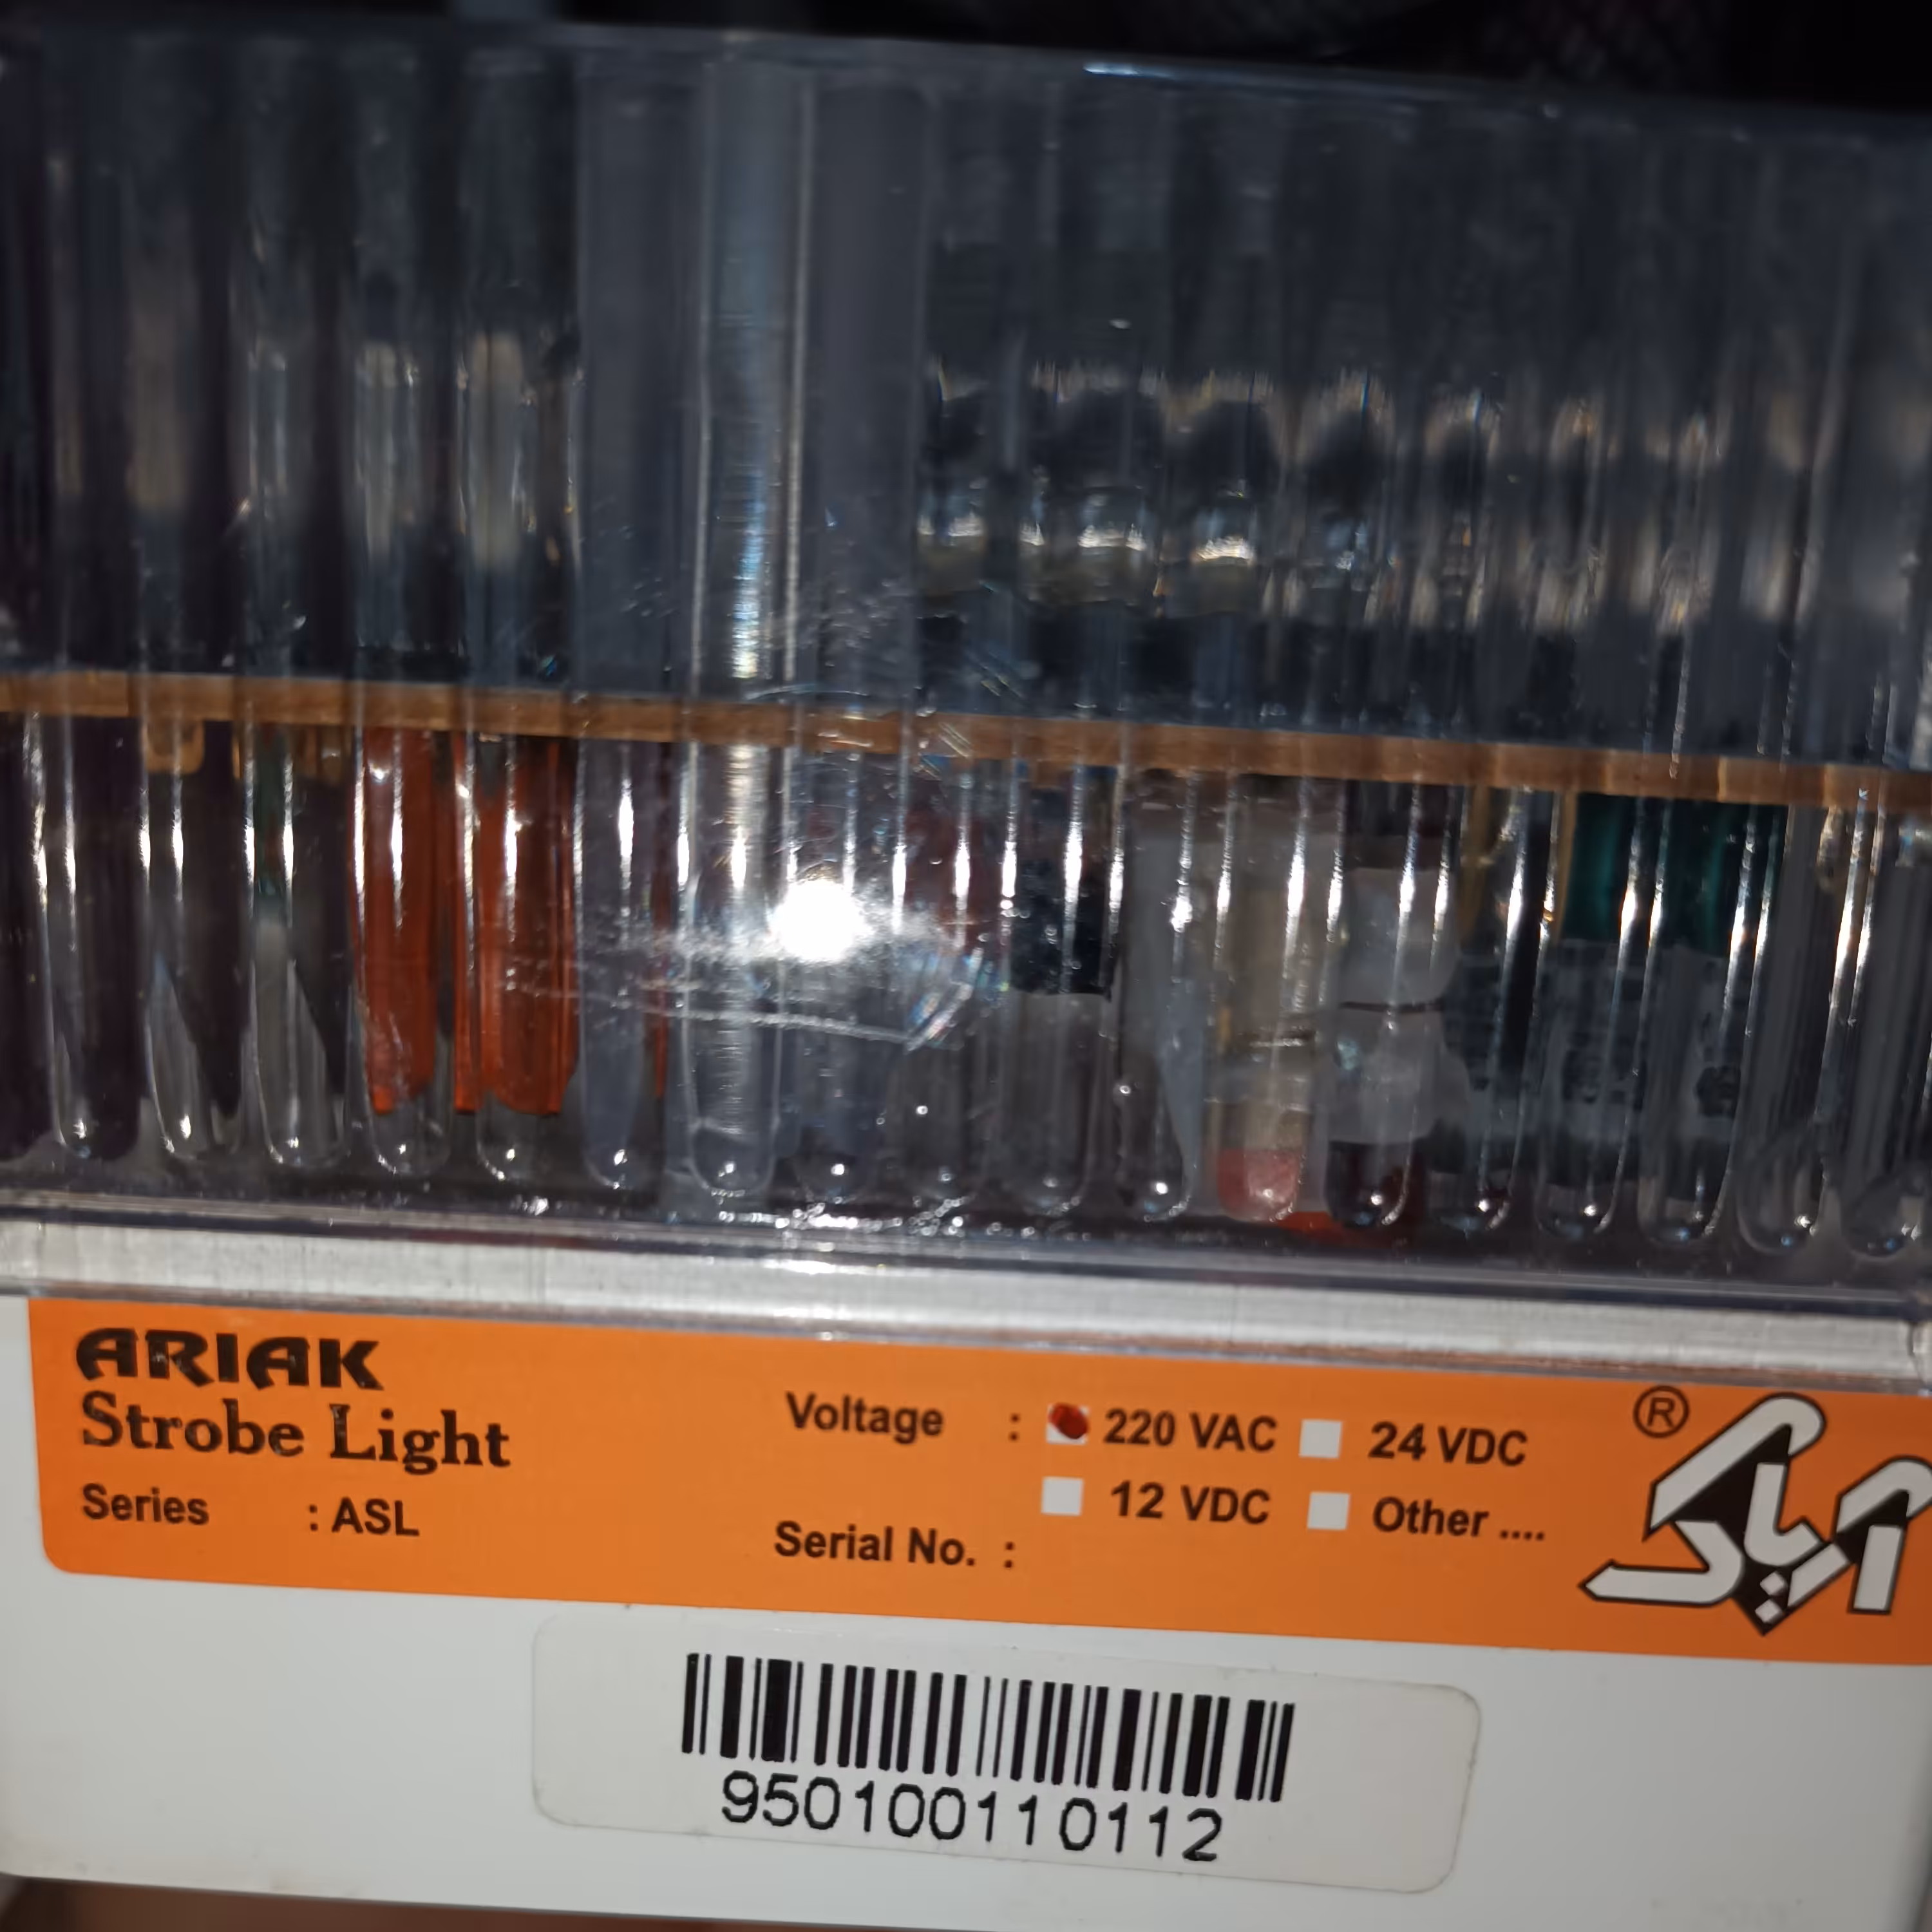 ARIAK
Strobe Light
Series : ASL
Voltage : 220 VAC 24 VDC
12 VDC Other ....
Serial No. :
®
آریاک
950100110112